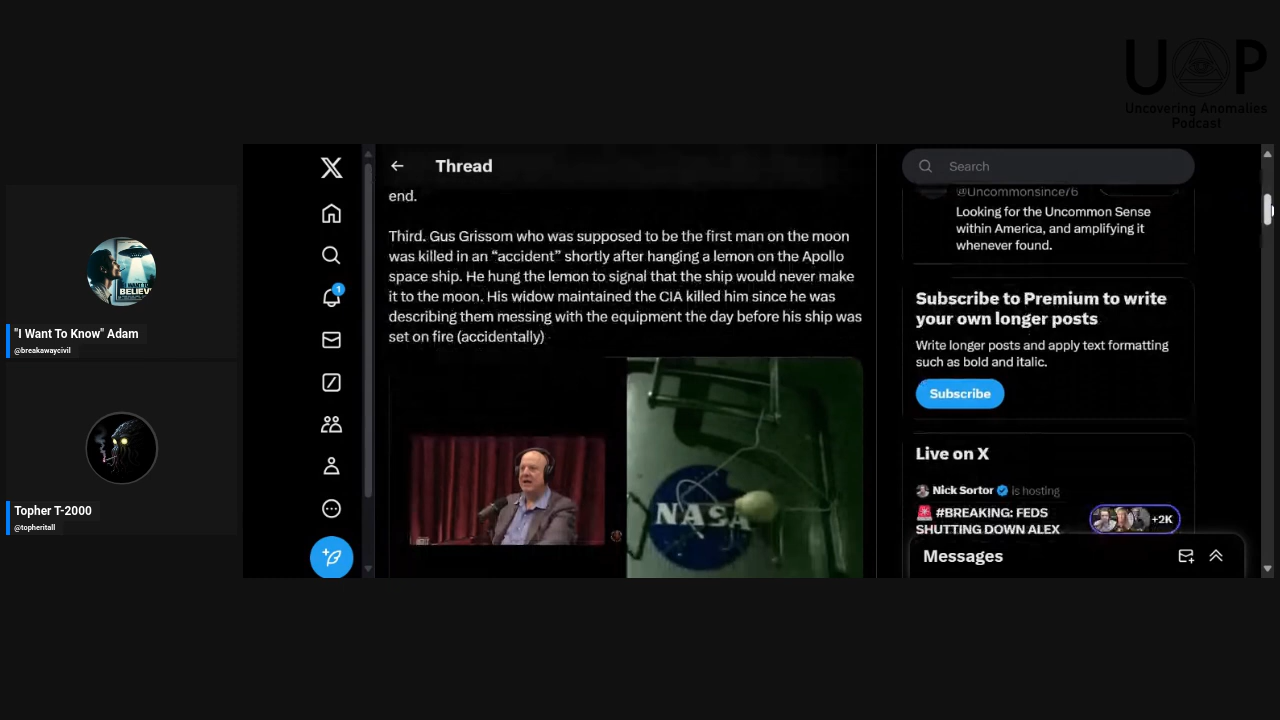 UAP
Uncovering Anomalies
Podcast
"I Want To Know" Adam
@breakawaycivil
Topher T-2000
@topheritall
1
Thread
end.
Third. Gus Grissom who was supposed to be the first man on the moon
was killed in an “accident” shortly after hanging a lemon on the Apollo
space ship. He hung the lemon to signal that the ship would never make
it to the moon. His widow maintained the CIA killed him since he was
describing them messing with the equipment the day before his ship was
set on fire (accidentally)
NASA
Search
@Uncommonsince76
Looking for the Uncommon Sense
within America, and amplifying it
whenever found.
Subscribe to Premium to write
your own longer posts
Write longer posts and apply text formatting
such as bold and italic.
Subscribe
Live on X
Nick Sortor is hosting
#BREAKING: FEDS
SHUTTING DOWN ALEX
+2K
Messages